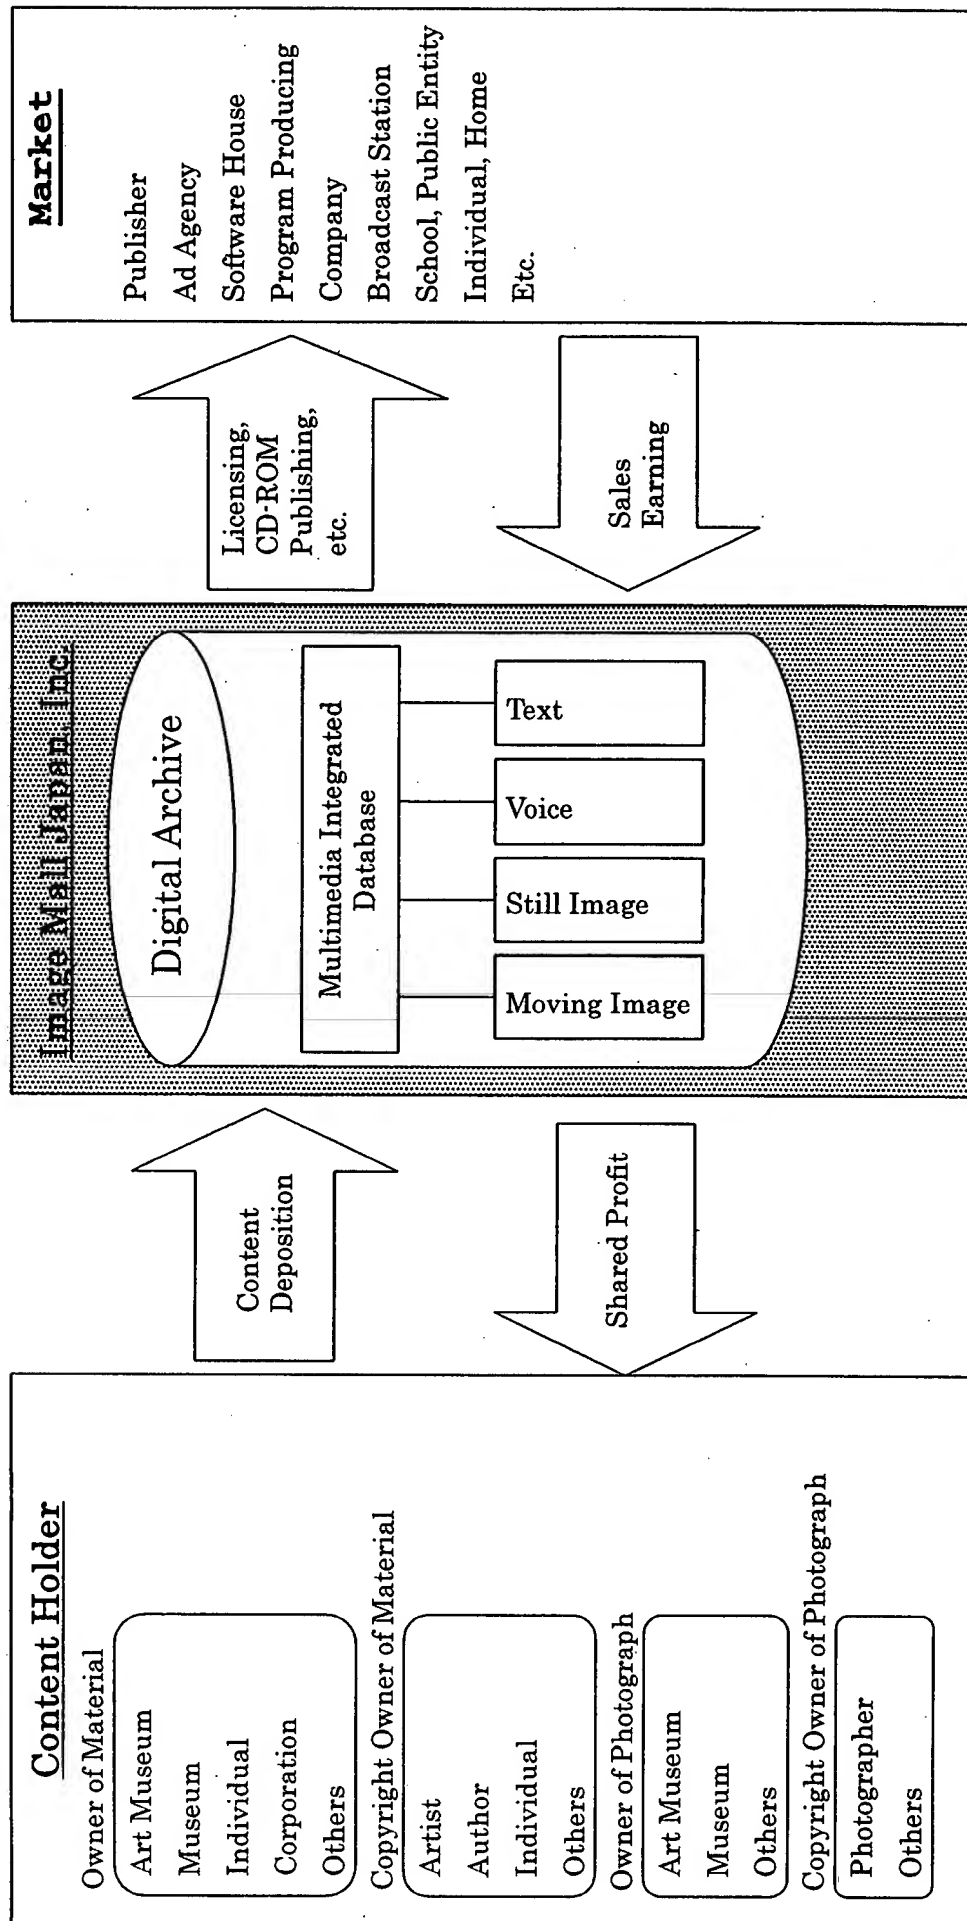 Content Holder
Owner of Material
Art Museum
Museum
Individual
Corporation
Others
Copyright Owner of Material
Artist
Author
Individual
Others
Owner of Photograph
Art Museum
Museum
Others
Copyright Owner of Photograph
Photographer
Others
Content
Deposition
Shared Profit
Image Mall Japan, Inc.
Digital Archive
Multimedia Integrated
Database
Moving Image
Still Image
Voice
Text
Licensing,
CD-ROM
Publishing,
etc.
Sales
Earning
Market
Publisher
Ad Agency
Software House
Program Producing
Company
Broadcast Station
School, Public Entity
Individual, Home
Etc.